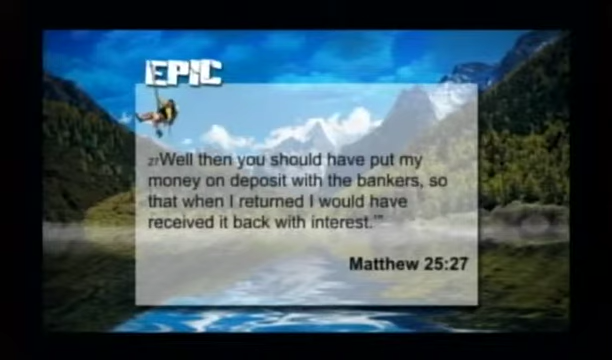 EPIC
27Well then you should have put my
money on deposit with the bankers, so
that when I returned I would have
received it back with interest.'"
Matthew 25:27